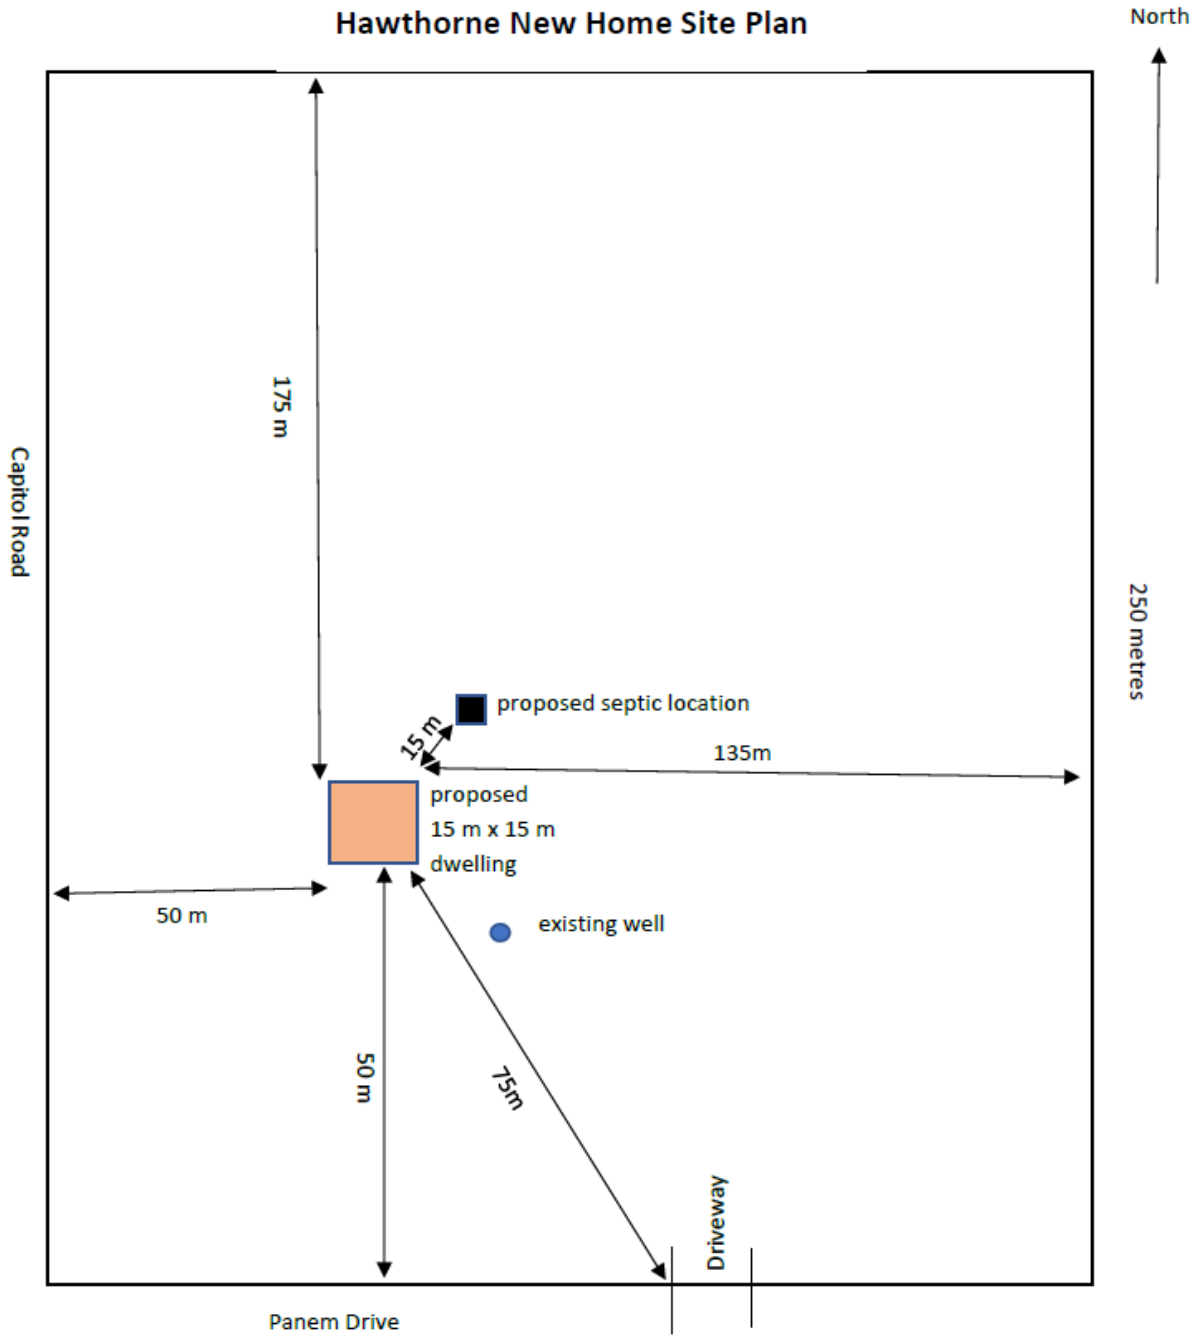 Hawthorne New Home Site Plan
North
175 m
Capitol Road
250 metres
proposed septic location
15 m
135m
proposed
15 m x 15 m
dwelling
50 m
existing well
50 m
75m
Driveway
Panem Drive